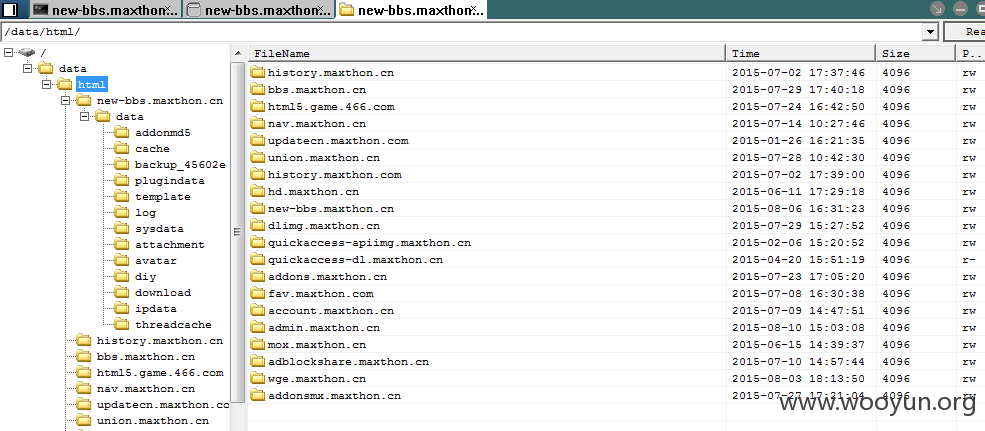 new-bbs.maxthon... new-bbs.maxthon... new-bbs.maxthon...
/data/html/ Rea
/
data
html
new-bbs.maxthon.cn
data
addonmd5
cache
backup_45602e
plugindata
template
log
sysdata
attachment
avatar
diy
download
ipdata
threadcache
history.maxthon.cn
bbs.maxthon.cn
html5.game.466.com
nav.maxthon.cn
updatecn.maxthon.co
union.maxthon.cn
FileName Time Size P..
history.maxthon.cn 2015-07-02 17:37:46 4096 rw
bbs.maxthon.cn 2015-07-29 17:40:18 4096 rw
html5.game.466.com 2015-07-24 16:42:50 4096 rw
nav.maxthon.cn 2015-07-14 10:27:46 4096 rw
updatecn.maxthon.com 2015-01-26 16:21:35 4096 rw
union.maxthon.cn 2015-07-28 10:42:30 4096 rw
history.maxthon.com 2015-07-02 17:39:00 4096 rw
hd.maxthon.cn 2015-06-11 17:29:18 4096 rw
new-bbs.maxthon.cn 2015-08-06 16:31:23 4096 rw
dlimg.maxthon.cn 2015-07-29 15:27:52 4096 rw
quickaccess-apiimg.maxthon.cn 2015-02-06 15:20:52 4096 rw
quickaccess-dl.maxthon.cn 2015-04-20 15:51:19 4096 r-
addons.maxthon.cn 2015-07-23 17:05:20 4096 rw
fav.maxthon.com 2015-07-08 16:30:38 4096 rw
account.maxthon.cn 2015-07-09 14:47:51 4096 rw
admin.maxthon.cn 2015-08-10 15:03:08 4096 rw
mox.maxthon.cn 2015-06-15 14:39:37 4096 rw
adblockshare.maxthon.cn 2015-07-10 14:57:44 4096 rw
wge.maxthon.cn 2015-08-03 18:13:50 4096 rw
addonsmx.maxthon.cn 2015-07-27 17:21:04 4096 rw
www.wooyun.org